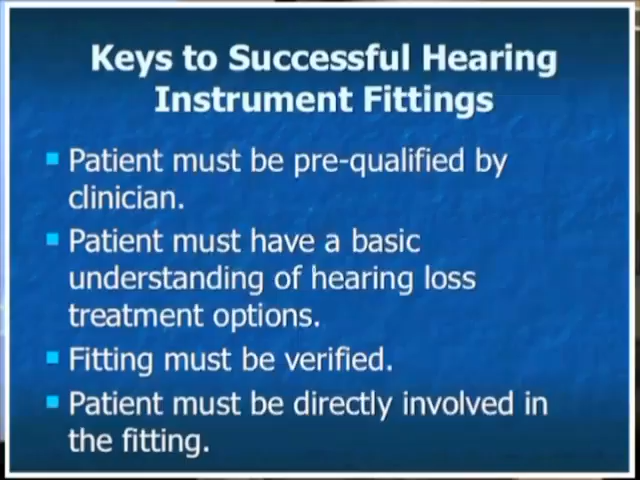 Keys to Successful Hearing
Instrument Fittings
Patient must be pre-qualified by
clinician.
Patient must have a basic
understanding of hearing loss
treatment options.
Fitting must be verified.
Patient must be directly involved in
the fitting.